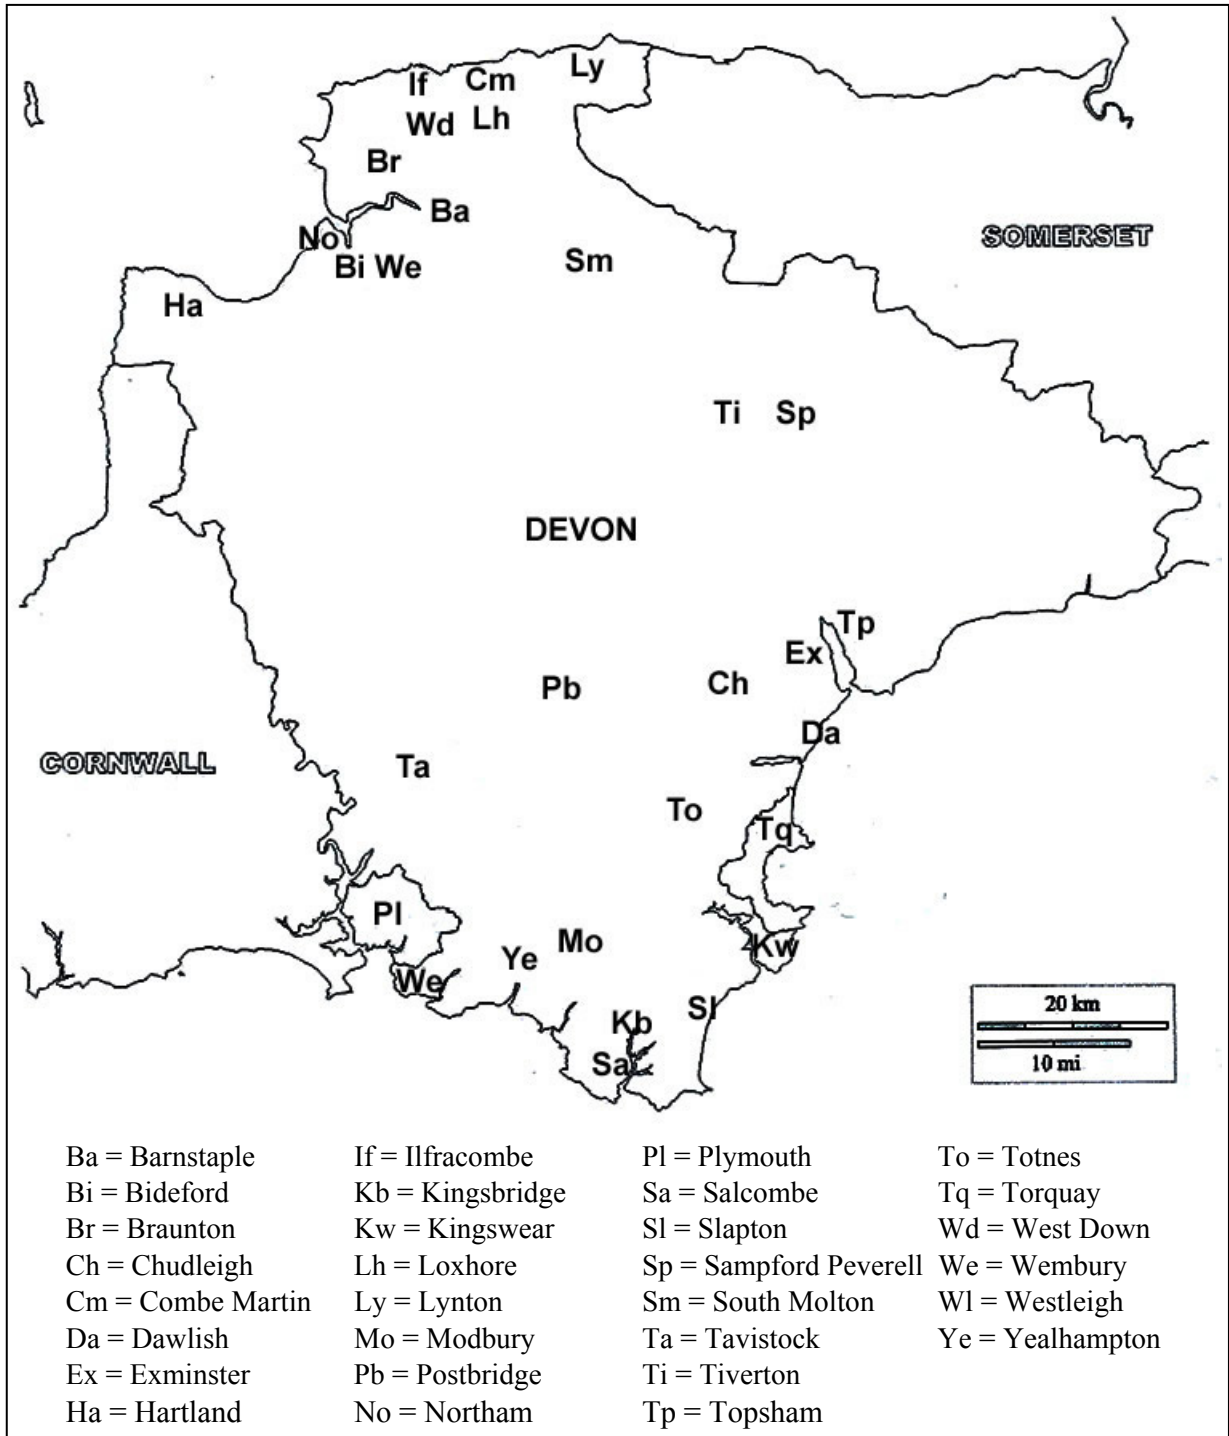 Ly
If Cm
Wd Lh
Br
Ba
No
SOMERSET
Bi We
Sm
Ha
Ti Sp
DEVON
Tp
Ex
Pb Ch
Da
CORNWALL
Ta
To
Tq
Pl
Mo
Kw
Ye
We
Sl
20 km
Kb
10 mi
Sa
Ba = Barnstaple
Bi = Bideford
Br = Braunton
Ch = Chudleigh
Cm = Combe Martin
Da = Dawlish
Ex = Exminster
Ha = Hartland
If = Ilfracombe
Kb = Kingsbridge
Kw = Kingswear
Lh = Loxhore
Ly = Lynton
Mo = Modbury
Pb = Postbridge
No = Northam
Pl = Plymouth
Sa = Salcombe
Sl = Slapton
Sp = Sampford Peverell
Sm = South Molton
Ta = Tavistock
Ti = Tiverton
Tp = Topsham
To = Totnes
Tq = Torquay
Wd = West Down
We = Wembury
Wl = Westleigh
Ye = Yealhampton